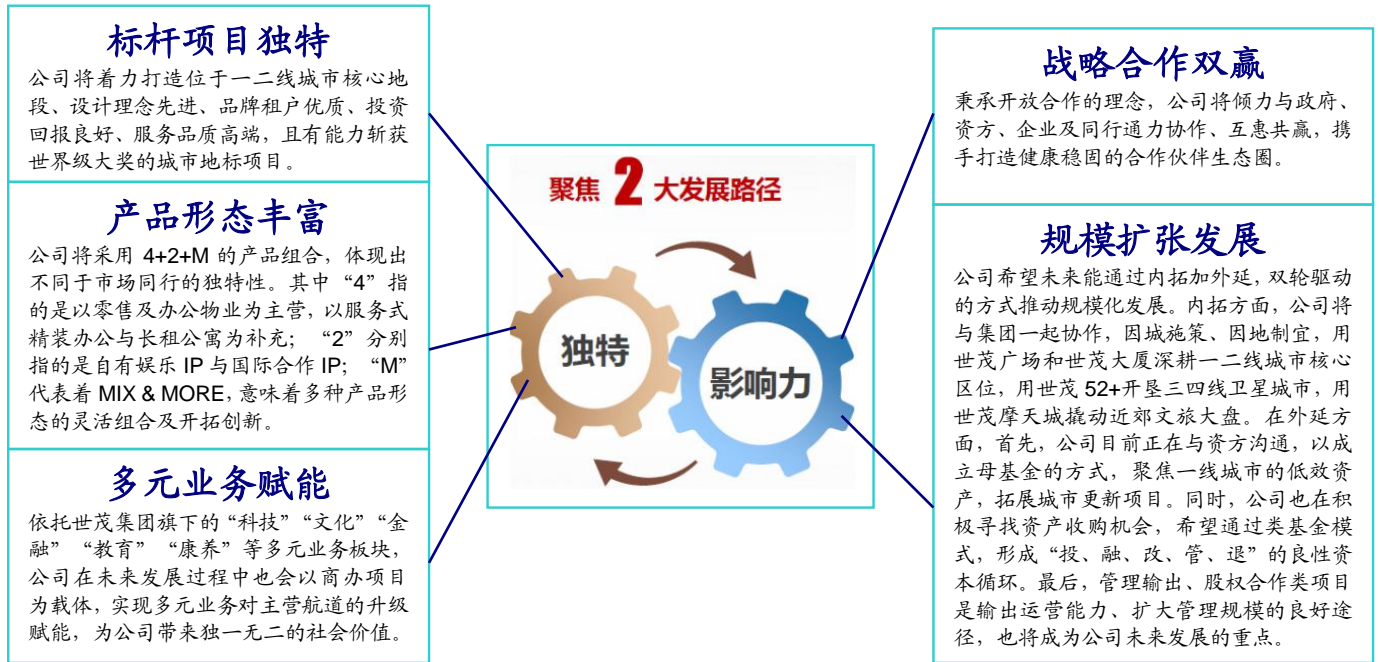 标杆项目独特
公司将着力打造位于一二线城市核心地
段、设计理念先进、品牌租户优质、投资
回报良好、服务品质高端，且有能力斩获
世界级大奖的城市地标项目。
产品形态丰富
公司将采用 4+2+M 的产品组合，体现出
不同于市场同行的独特性。其中“4”指
的是以零售及办公物业为主营，以服务式
精装办公与长租公寓为补充；“2”分别
指的是自有娱乐 IP 与国际合作 IP；“M”
代表着 MIX & MORE，意味着多种产品形
态的灵活组合及开拓创新。
多元业务赋能
依托世茂集团旗下的“科技”“文化”“金
融”“教育”“康养”等多元业务板块，
公司在未来发展过程中也会以商办项目
为载体，实现多元业务对主营航道的升级
赋能，为公司带来独一无二的社会价值。
聚焦 2 大发展路径
独特
影响力
战略合作双赢
秉承开放合作的理念，公司将倾力与政府、
资方、企业及同行通力协作、互惠共赢，携
手打造健康稳固的合作伙伴生态圈。
规模扩张发展
公司希望未来能通过内拓加外延，双轮驱动
的方式推动规模化发展。内拓方面，公司将
与集团一起协作，因城施策、因地制宜，用
世茂广场和世茂大厦深耕一二线城市核心
区位，用世茂 52+开垦三四线卫星城市，用
世茂摩天城撬动近郊文旅大盘。在外延方
面，首先，公司目前正在与资方沟通，以成
立母基金的方式，聚焦一线城市的低效资
产，拓展城市更新项目。同时，公司也在积
极寻找资产收购机会，希望通过类基金模
式，形成“投、融、改、管、退”的良性资
本循环。最后，管理输出、股权合作类项目
是输出运营能力、扩大管理规模的良好途
径，也将成为公司未来发展的重点。